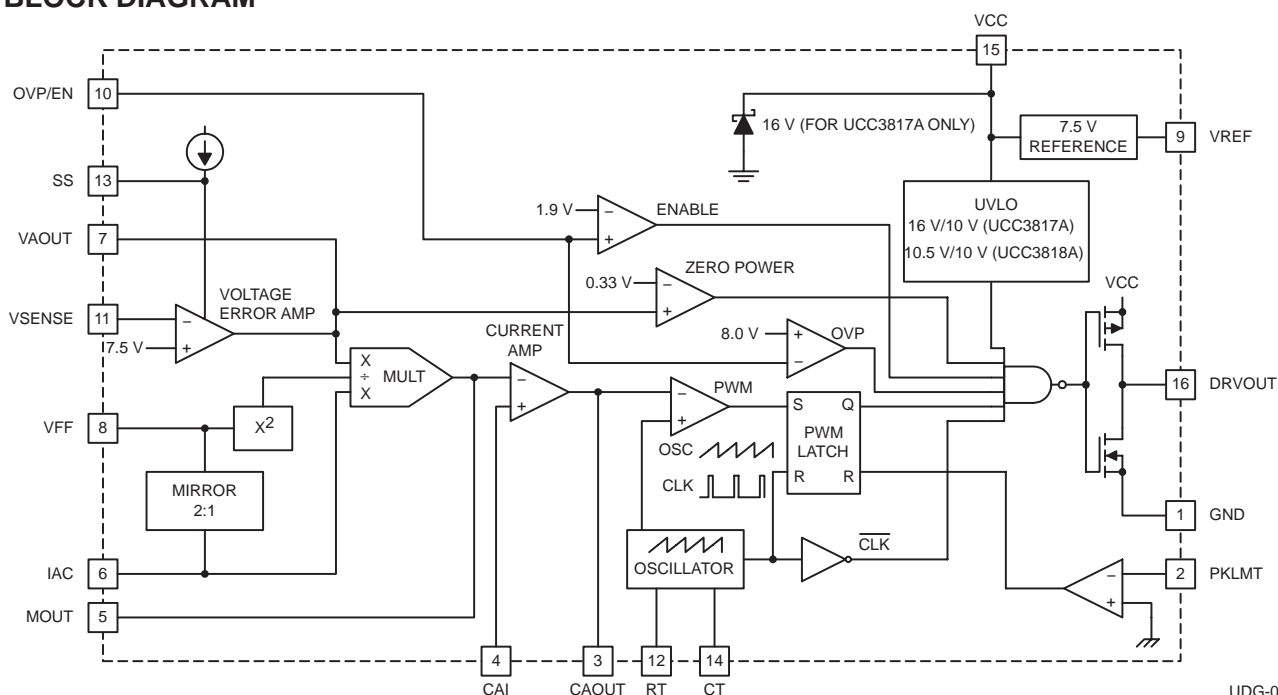 BLOCK DIAGRAM
VCC
15
OVP/EN
10
16 V (FOR UCC3817A ONLY)
7.5 V
REFERENCE
9
VREF
SS
13
UVLO
16 V/10 V (UCC3817A)
10.5 V/10 V (UCC3818A)
1.9 V
−
+
ENABLE
VAOUT
7
ZERO POWER
0.33 V
−
+
VCC
VSENSE
11
VOLTAGE
ERROR AMP
−
7.5 V
+
CURRENT
AMP
8.0 V
+
−
OVP
X
÷
X
MULT
−
+
−
+
PWM
S
Q
PWM
LATCH
R
R
16
DRVOUT
VFF
8
X2
OSC
CLK
MIRROR
2:1
1
GND
OSCILLATOR
CLK
IAC
6
−
+
2
PKLMT
MOUT
5
4
3
12
14
CAI
CAOUT
RT
CT